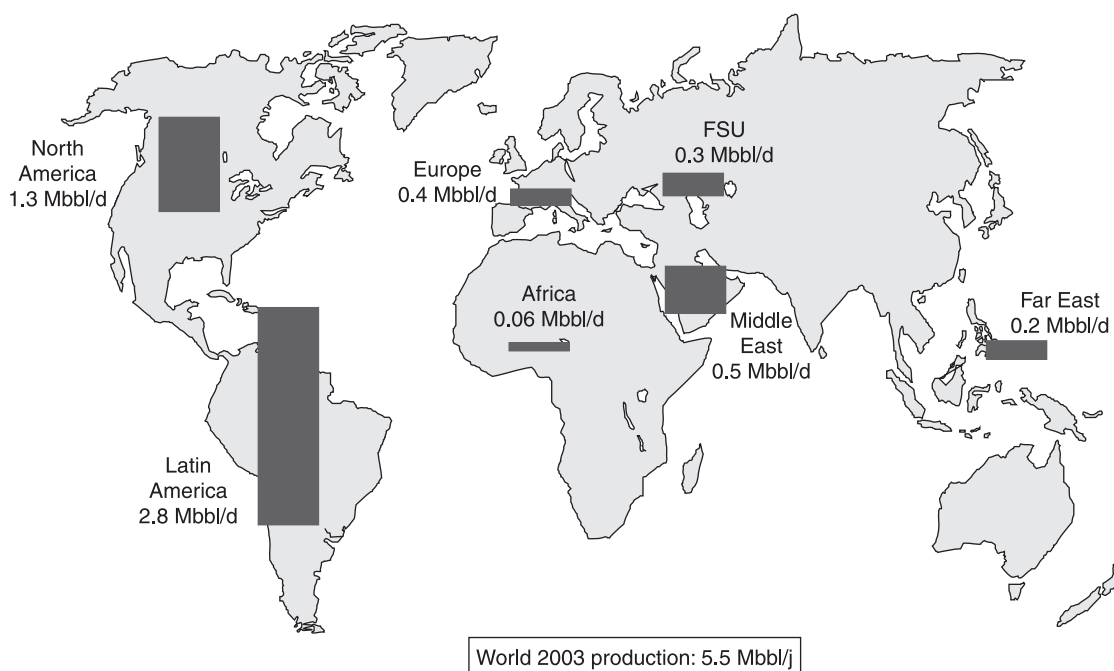 North
America
1.3 Mbbl/d
Europe
0.4 Mbbl/d
FSU
0.3 Mbbl/d
Africa
0.06 Mbbl/d
Middle
East
0.5 Mbbl/d
Far East
0.2 Mbbl/d
Latin
America
2.8 Mbbl/d
World 2003 production: 5.5 Mbbl/j